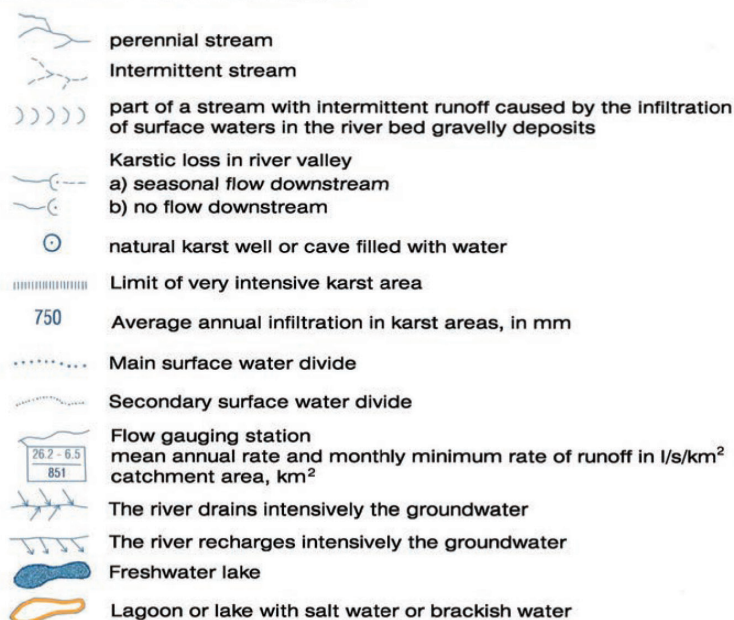 perennial stream
Intermittent stream
part of a stream with intermittent runoff caused by the infiltration
of surface waters in the river bed gravelly deposits
Karstic loss in river valley
a) seasonal flow downstream
b) no flow downstream
natural karst well or cave filled with water
Limit of very intensive karst area
750
Average annual infiltration in karst areas, in mm
Main surface water divide
Secondary surface water divide
Flow gauging station
26.2 - 6.5
mean annual rate and monthly minimum rate of runoff in l/s/km²
851
catchment area, km²
The river drains intensively the groundwater
The river recharges intensively the groundwater
Freshwater lake
Lagoon or lake with salt water or brackish water